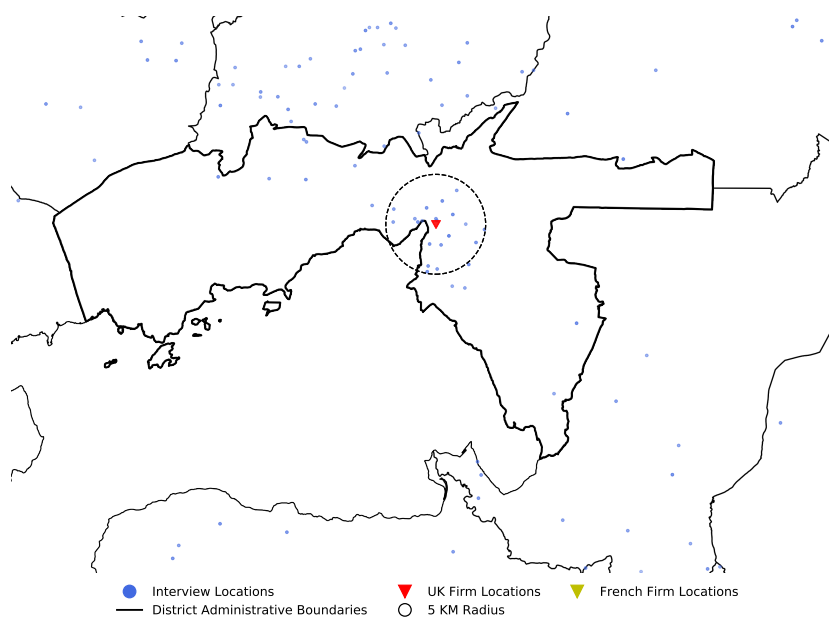 Interview Locations
UK Firm Locations
French Firm Locations
District Administrative Boundaries
5 KM Radius